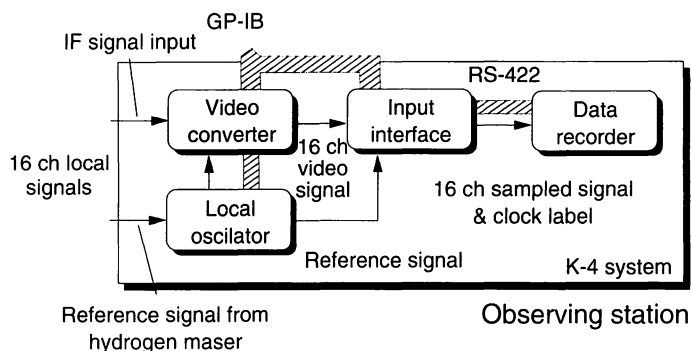 GP-IB
IF signal input
RS-422
Video
converter
Input
interface
Data
recorder
16 ch local
signals
16 ch
video
signal
Local
oscilator
16 ch sampled signal
& clock label
Reference signal
K-4 system
Reference signal from
hydrogen maser
Observing station